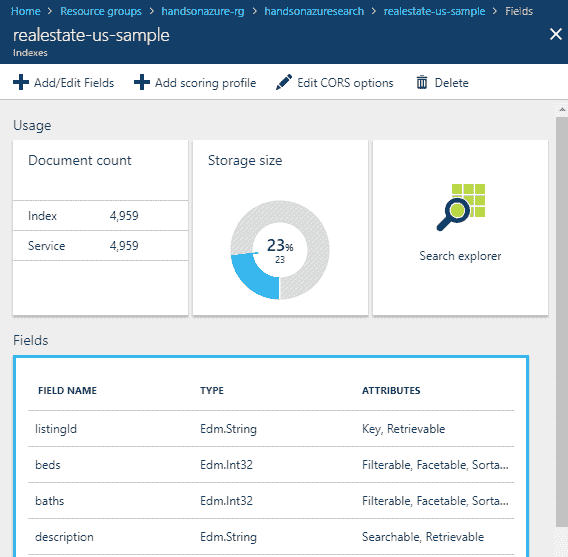 Home > Resource groups > handsonazure-rg > handsonazuresearch > realestate-us-sample > Fields
realestate-us-sample
Indexes
Add/Edit Fields Add scoring profile Edit CORS options Delete
Usage
Document count
Index 4,959
Service 4,959
Storage size
23%
23
Search explorer
Fields
FIELD NAME TYPE ATTRIBUTES
listingId Edm.String Key, Retrievable
beds Edm.Int32 Filterable, Facetable, Sorta...
baths Edm.Int32 Filterable, Facetable, Sorta...
description Edm.String Searchable, Retrievable